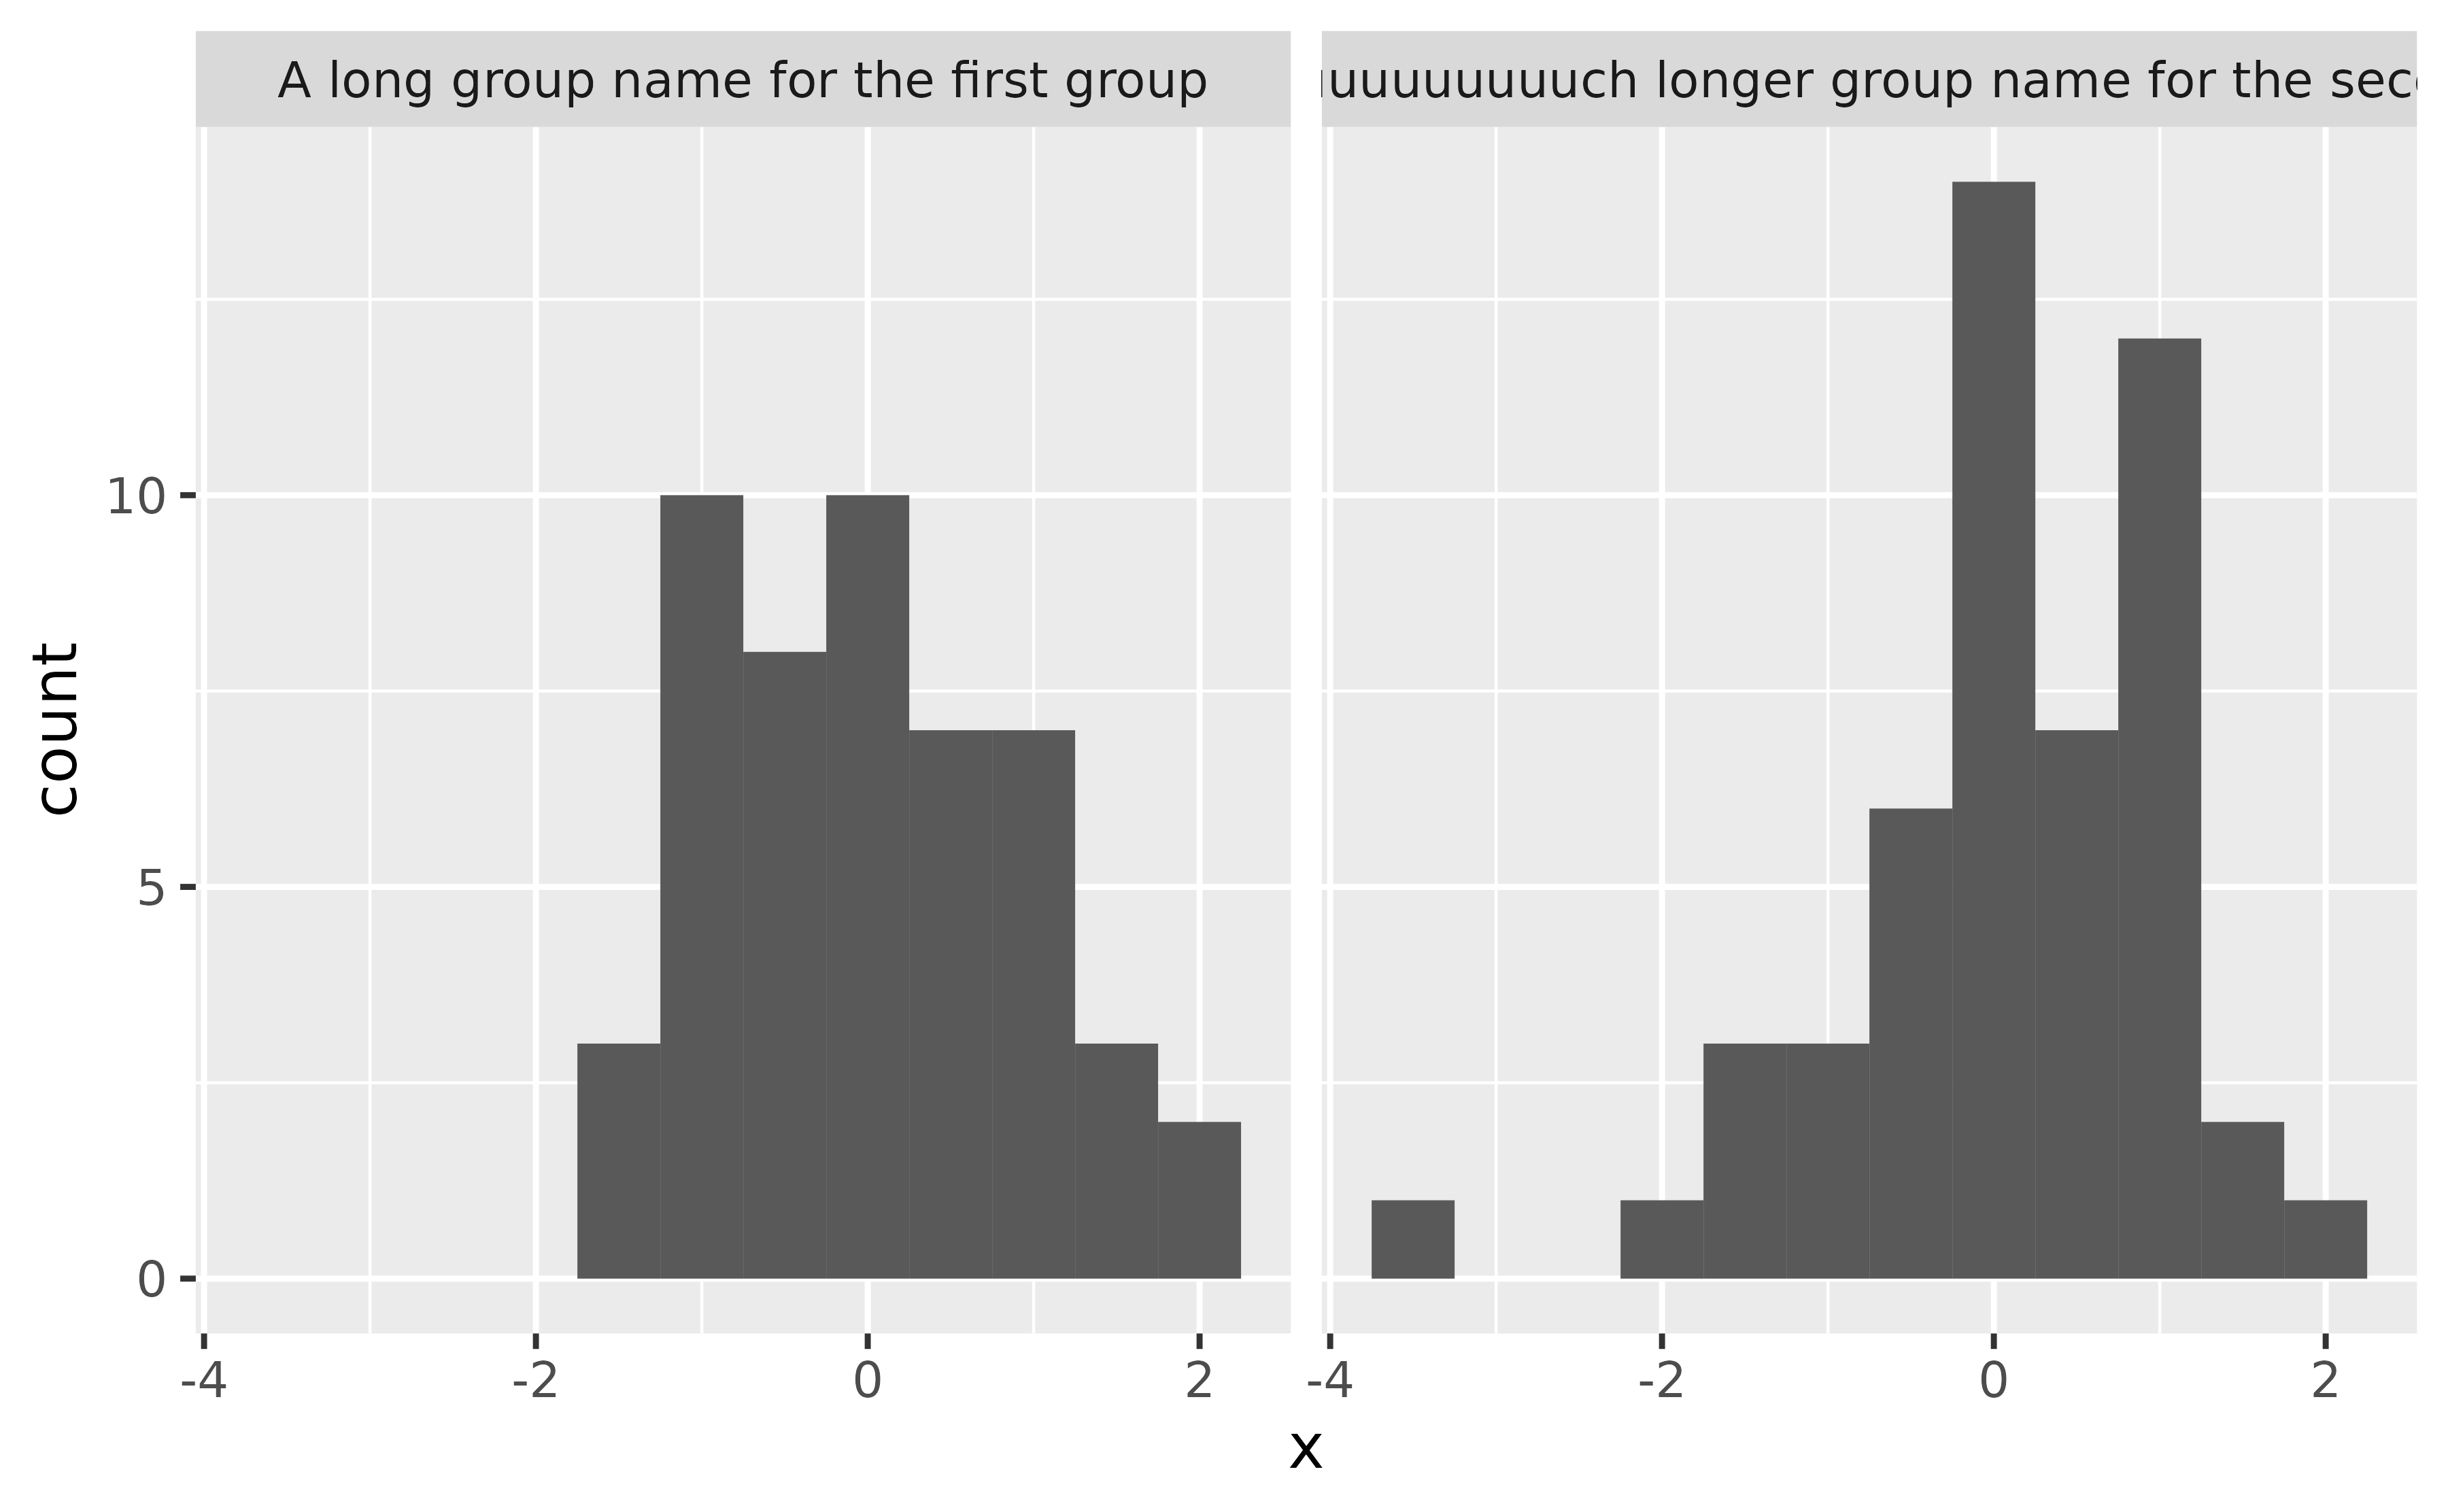 A long group name for the first group
uuuuuuuuch longer group name for the
count
10
5
0
-4 -2 0 2 -4 -2 0 2
x